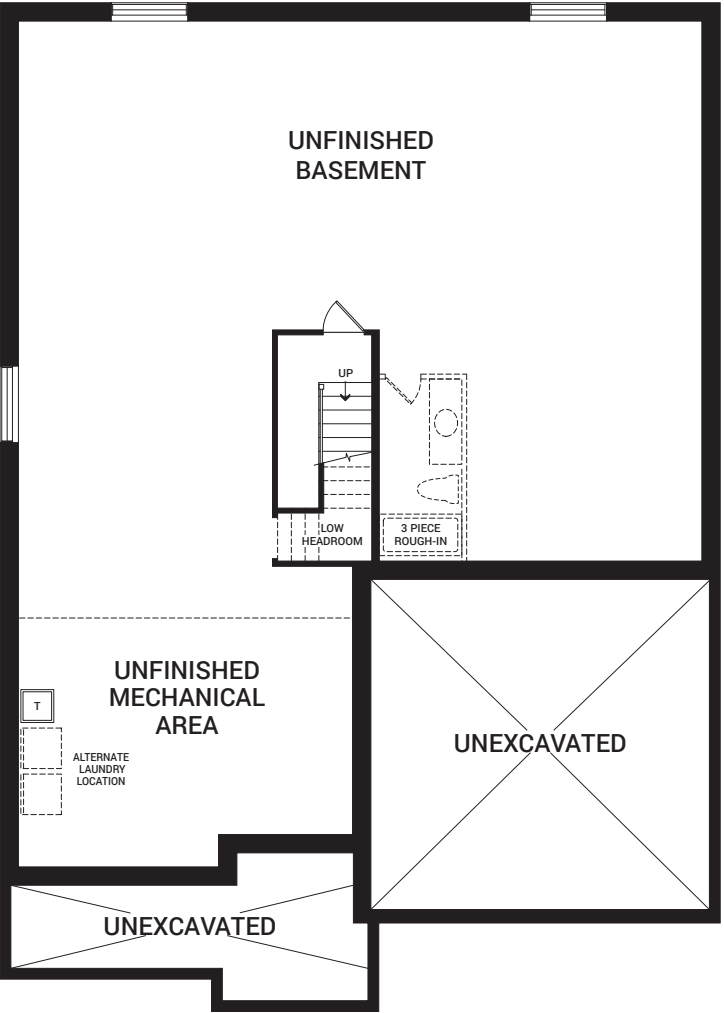 UNFINISHED
BASEMENT
UP
LOW
HEADROOM
3 PIECE
ROUGH-IN
UNFINISHED
MECHANICAL
AREA
T
ALTERNATE
LAUNDRY
LOCATION
UNEXCAVATED
UNEXCAVATED